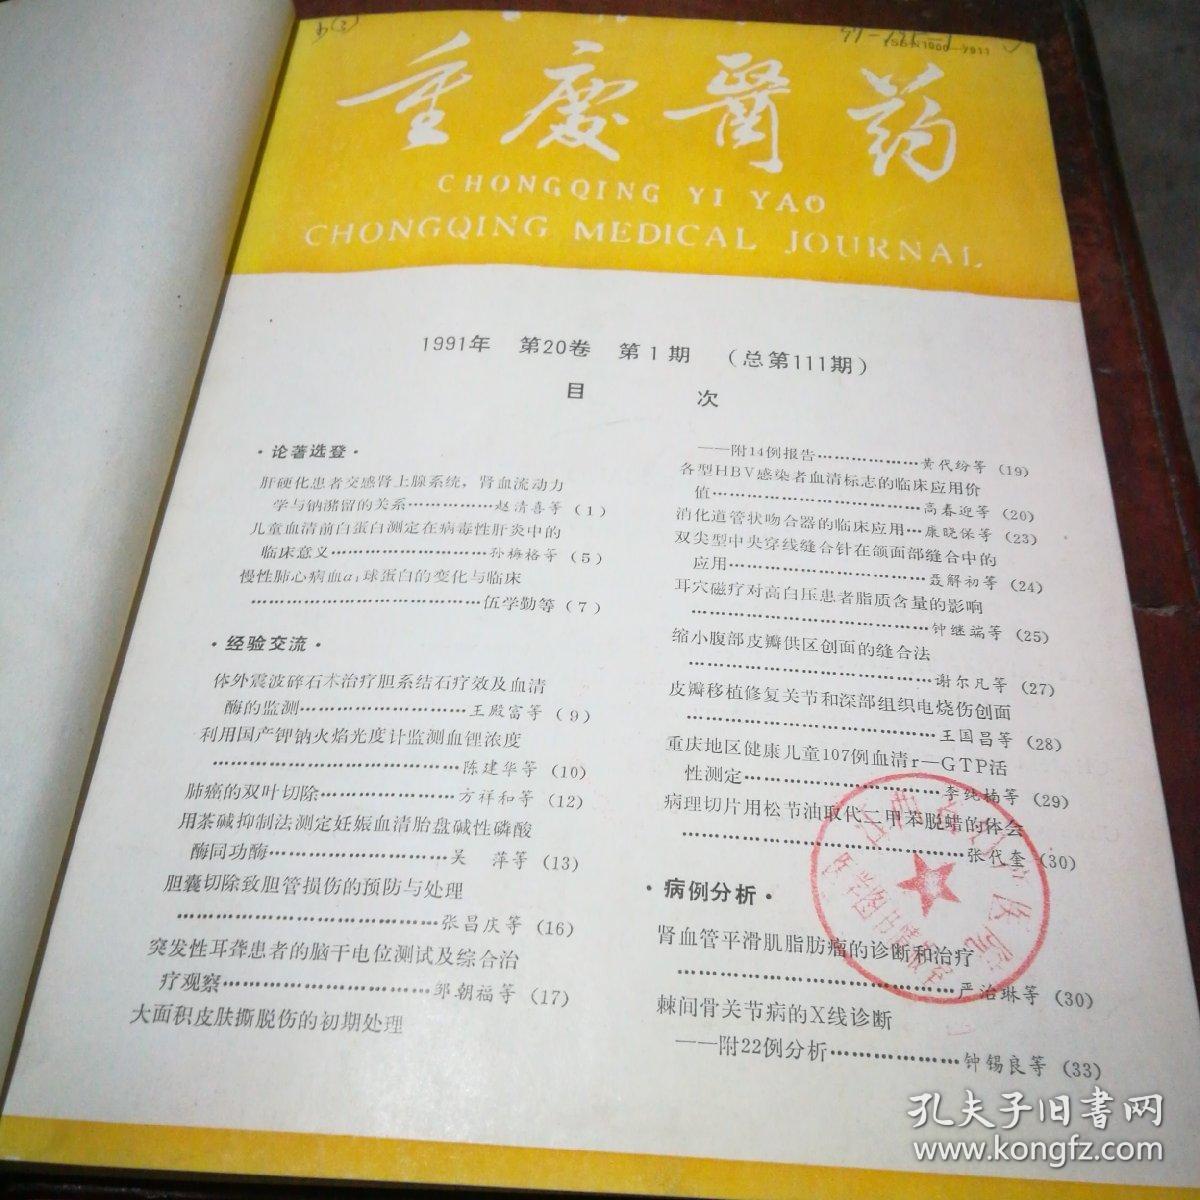 重慶醫药
CHONGQING YI YAO
CHONGQING MEDICAL JOURNAL
1991年 第20卷 第1期 (总第111期)
目 次
·论著选登·
肝硬化患者交感肾上腺系统，肾血流动力
学与钠潴留的关系……………赵清喜等（1）
儿童血清前白蛋白测定在病毒性肝炎中的
临床意义……………………孙梅格等（5）
慢性肺心病血α₁球蛋白的变化与临床
…………………………………伍学勤等（7）
·经验交流·
体外震波碎石术治疗胆系结石疗效及血清
酶的监测………………………王殿富等（9）
利用国产钾钠火焰光度计监测血锂浓度
…………………………………陈建华等（10）
肺癌的双叶切除………………方祥和等（12）
用茶碱抑制法测定妊娠血清胎盘碱性磷酸
酶同功酶………………………吴　萍等（13）
胆囊切除致胆管损伤的预防与处理
…………………………………张昌庆等（16）
突发性耳聋患者的脑干电位测试及综合治
疗观察…………………………邹朝福等（17）
大面积皮肤撕脱伤的初期处理
——附14例报告………………黄代纷等（19）
各型HBV感染者血清标志的临床应用价
值………………………………高春迎等（20）
消化道管状吻合器的临床应用…康晓保等（23）
双尖型中央穿线缝合针在颌面部缝合中的
应用……………………………聂解初等（24）
耳穴磁疗对高白压患者脂质含量的影响
…………………………………钟继端等（25）
缩小腹部皮瓣供区创面的缝合法
…………………………………谢尔凡等（27）
皮瓣移植修复关节和深部组织电烧伤创面
…………………………………王国昌等（28）
重庆地区健康儿童107例血清r—GTP活
性测定…………………………李纯楠等（29）
病理切片用松节油取代二甲苯脱蜡的体会
…………………………………张代奎（30）
·病例分析·
肾血管平滑肌脂肪瘤的诊断和治疗
…………………………………严治琳等（30）
棘间骨关节病的X线诊断
——附22例分析………………钟锡良等（33）
孔夫子旧书网
www.kongfz.com